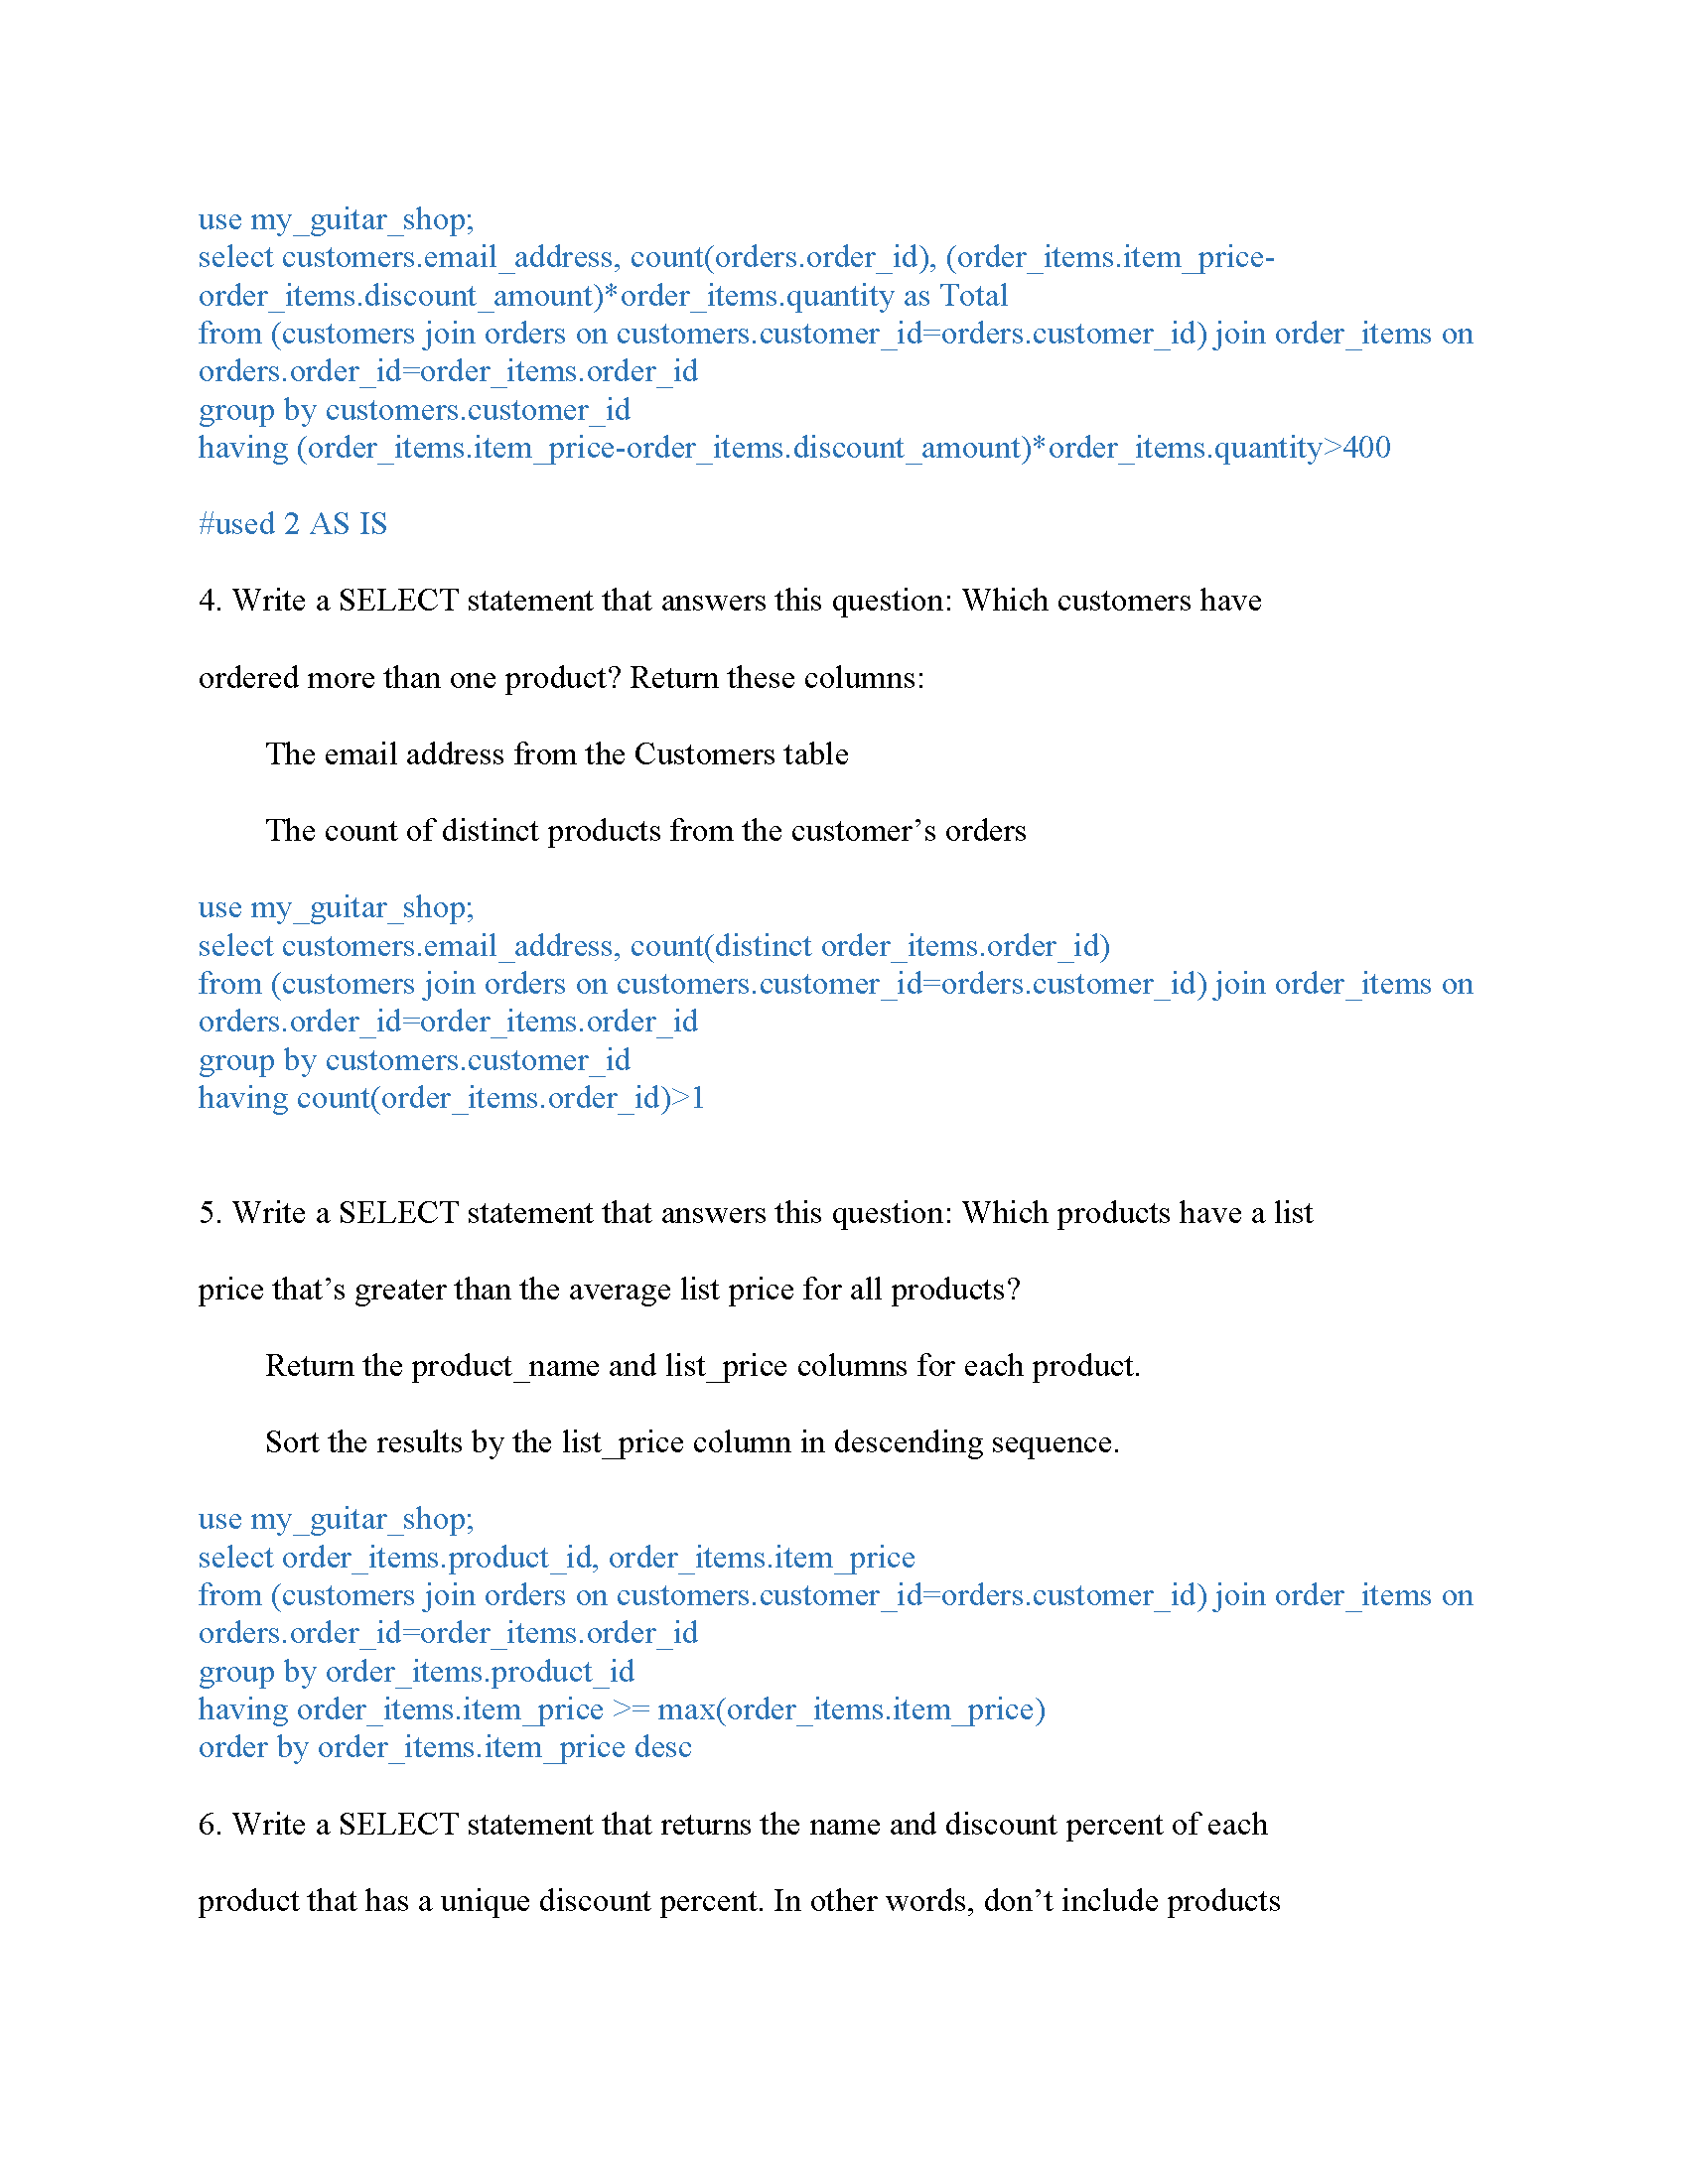 use my_guitar_shop;
select customers.email_address, count(orders.order_id), (order_items.item_price-
order_items.discount_amount)*order_items.quantity as Total
from (customers join orders on customers.customer_id=orders.customer_id) join order_items on
orders.order_id=order_items.order_id
group by customers.customer_id
having (order_items.item_price-order_items.discount_amount)*order_items.quantity>400
#used 2 AS IS
4. Write a SELECT statement that answers this question: Which customers have
ordered more than one product? Return these columns:
The email address from the Customers table
The count of distinct products from the customer’s orders
use my_guitar_shop;
select customers.email_address, count(distinct order_items.order_id)
from (customers join orders on customers.customer_id=orders.customer_id) join order_items on
orders.order_id=order_items.order_id
group by customers.customer_id
having count(order_items.order_id)>1
5. Write a SELECT statement that answers this question: Which products have a list
price that’s greater than the average list price for all products?
Return the product_name and list_price columns for each product.
Sort the results by the list_price column in descending sequence.
use my_guitar_shop;
select order_items.product_id, order_items.item_price
from (customers join orders on customers.customer_id=orders.customer_id) join order_items on
orders.order_id=order_items.order_id
group by order_items.product_id
having order_items.item_price >= max(order_items.item_price)
order by order_items.item_price desc
6. Write a SELECT statement that returns the name and discount percent of each
product that has a unique discount percent. In other words, don’t include products